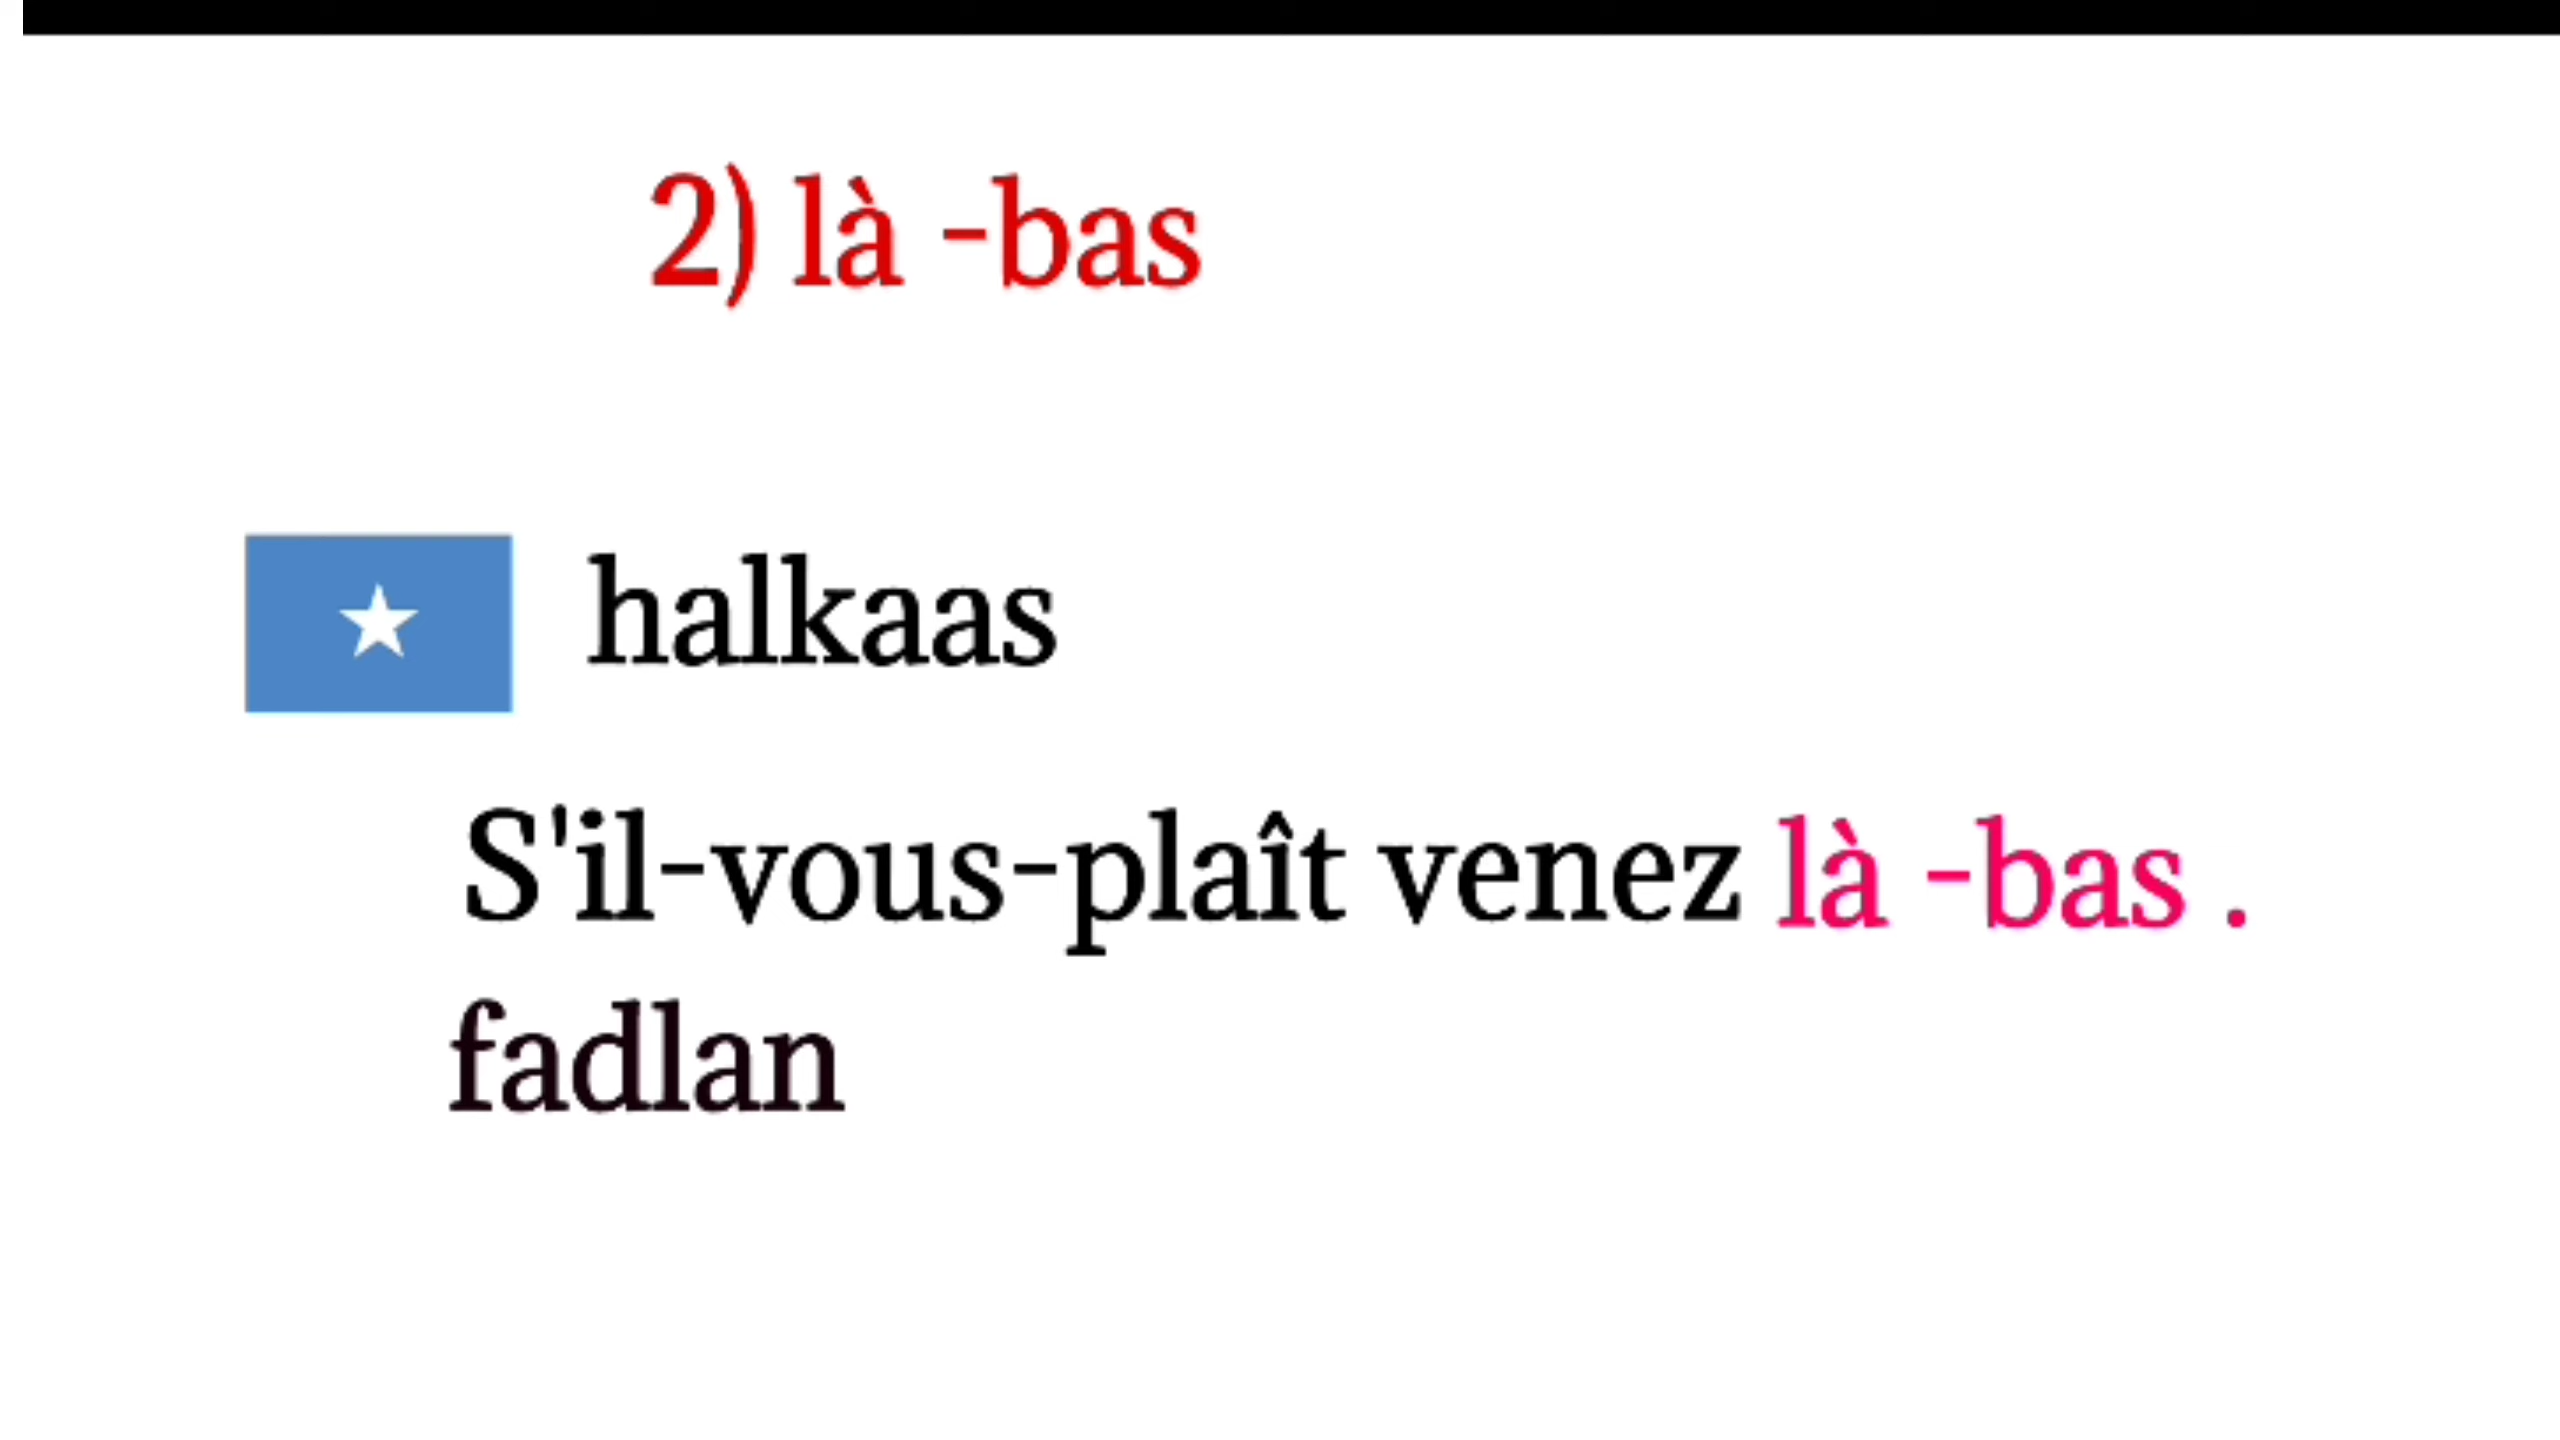 2) là -bas
halkaas
S'il-vous-plaît venez là -bas .
fadlan